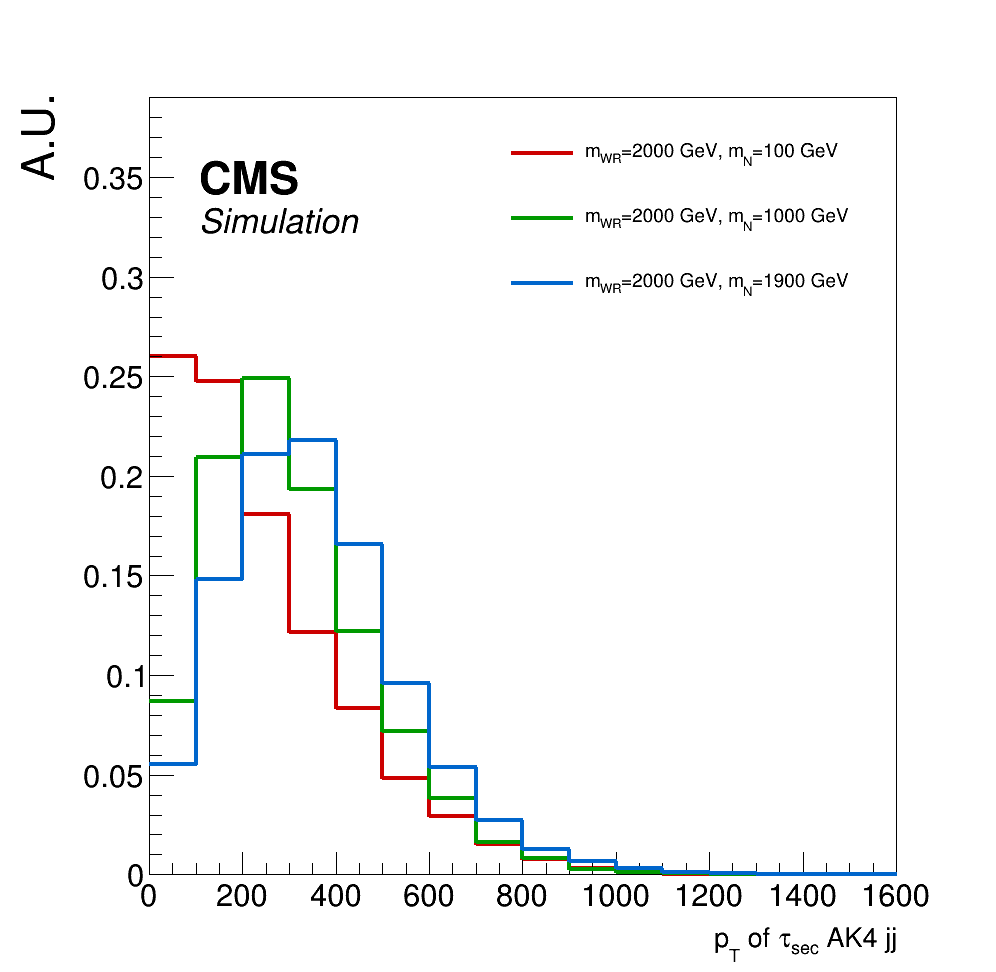 A.U.
CMS
Simulation
m_WR=2000 GeV, m_N=100 GeV
m_WR=2000 GeV, m_N=1000 GeV
m_WR=2000 GeV, m_N=1900 GeV
0.35
0.3
0.25
0.2
0.15
0.1
0.05
0
0 200 400 600 800 1000 1200 1400 1600
p_T of τ_sec AK4 jj